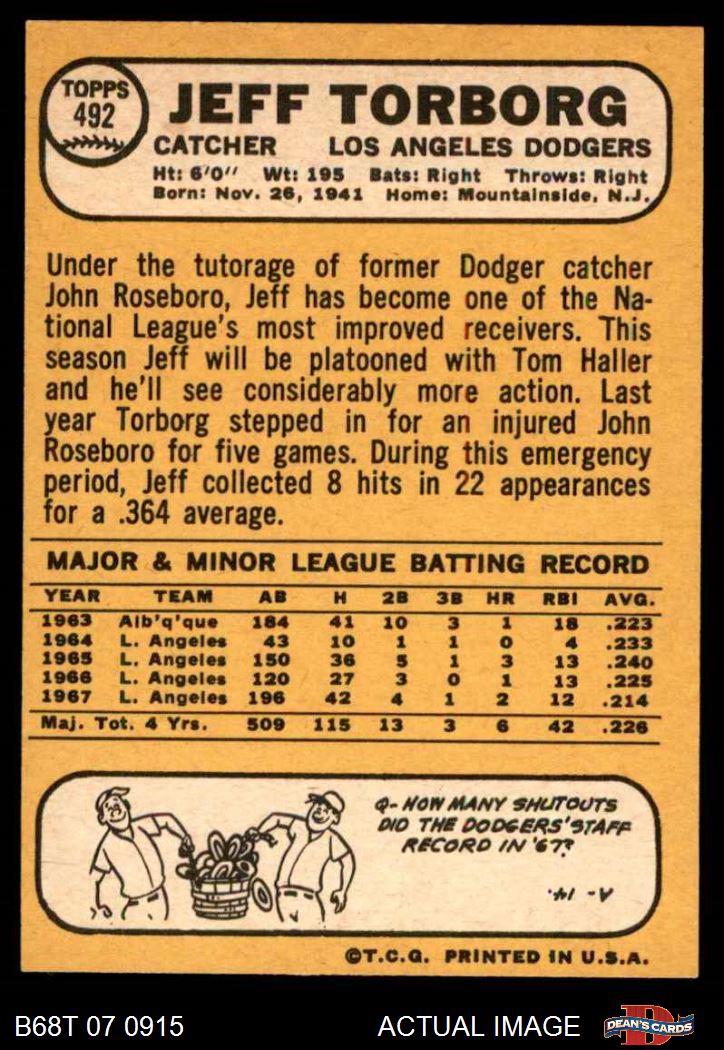 TOPPS
492
JEFF TORBORG
CATCHER LOS ANGELES DODGERS
Ht: 6'0" Wt: 195 Bats: Right Throws: Right
Born: Nov. 26, 1941 Home: Mountainside, N.J.
Under the tutorage of former Dodger catcher
John Roseboro, Jeff has become one of the Na-
tional League's most improved receivers. This
season Jeff will be platooned with Tom Haller
and he'll see considerably more action. Last
year Torborg stepped in for an injured John
Roseboro for five games. During this emergency
period, Jeff collected 8 hits in 22 appearances
for a .364 average.
MAJOR & MINOR LEAGUE BATTING RECORD
YEAR TEAM AB H 2B 3B HR RBI AVG.
1963 Alb'q'que 184 41 10 3 1 18 .223
1964 L. Angeles 43 10 1 1 0 4 .233
1965 L. Angeles 150 36 5 1 3 13 .240
1966 L. Angeles 120 27 3 0 1 13 .225
1967 L. Angeles 196 42 4 1 2 12 .214
Maj. Tot. 4 Yrs. 509 115 13 3 6 42 .226
Q- HOW MANY SHUTOUTS
DID THE DODGERS' STAFF
RECORD IN '67?
A- 14.
©T.C.G. PRINTED IN U.S.A.
B68T 07 0915 ACTUAL IMAGE
D
DEAN'S CARDS